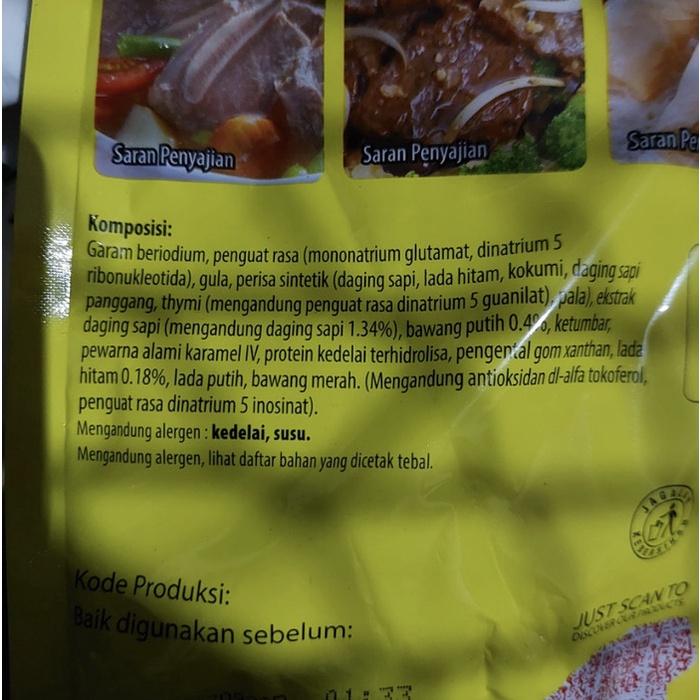 Saran Penyajian
Saran Penyajian
Saran Pe
Komposisi:
Garam beriodium, penguat rasa (mononatrium glutamat, dinatrium 5
ribonukleotida), gula, perisa sintetik (daging sapi, lada hitam, kokumi, daging sapi
panggang, thymi (mengandung penguat rasa dinatrium 5 guanilat), pala), ekstrak
daging sapi (mengandung daging sapi 1.34%), bawang putih 0.4%, ketumbar,
pewarna alami karamel IV, protein kedelai terhidrolisa, pengental gom xanthan, lada
hitam 0.18%, lada putih, bawang merah. (Mengandung antioksidan dl-alfa tokoferol,
penguat rasa dinatrium 5 inosinat).
Mengandung alergen : kedelai, susu.
Mengandung alergen, lihat daftar bahan yang dicetak tebal.
JAGALAH
KEBERSIHAN
Kode Produksi:
Baik digunakan sebelum:
JUST SCAN TO
DISCOVER OUR PRODUCTS
01:33